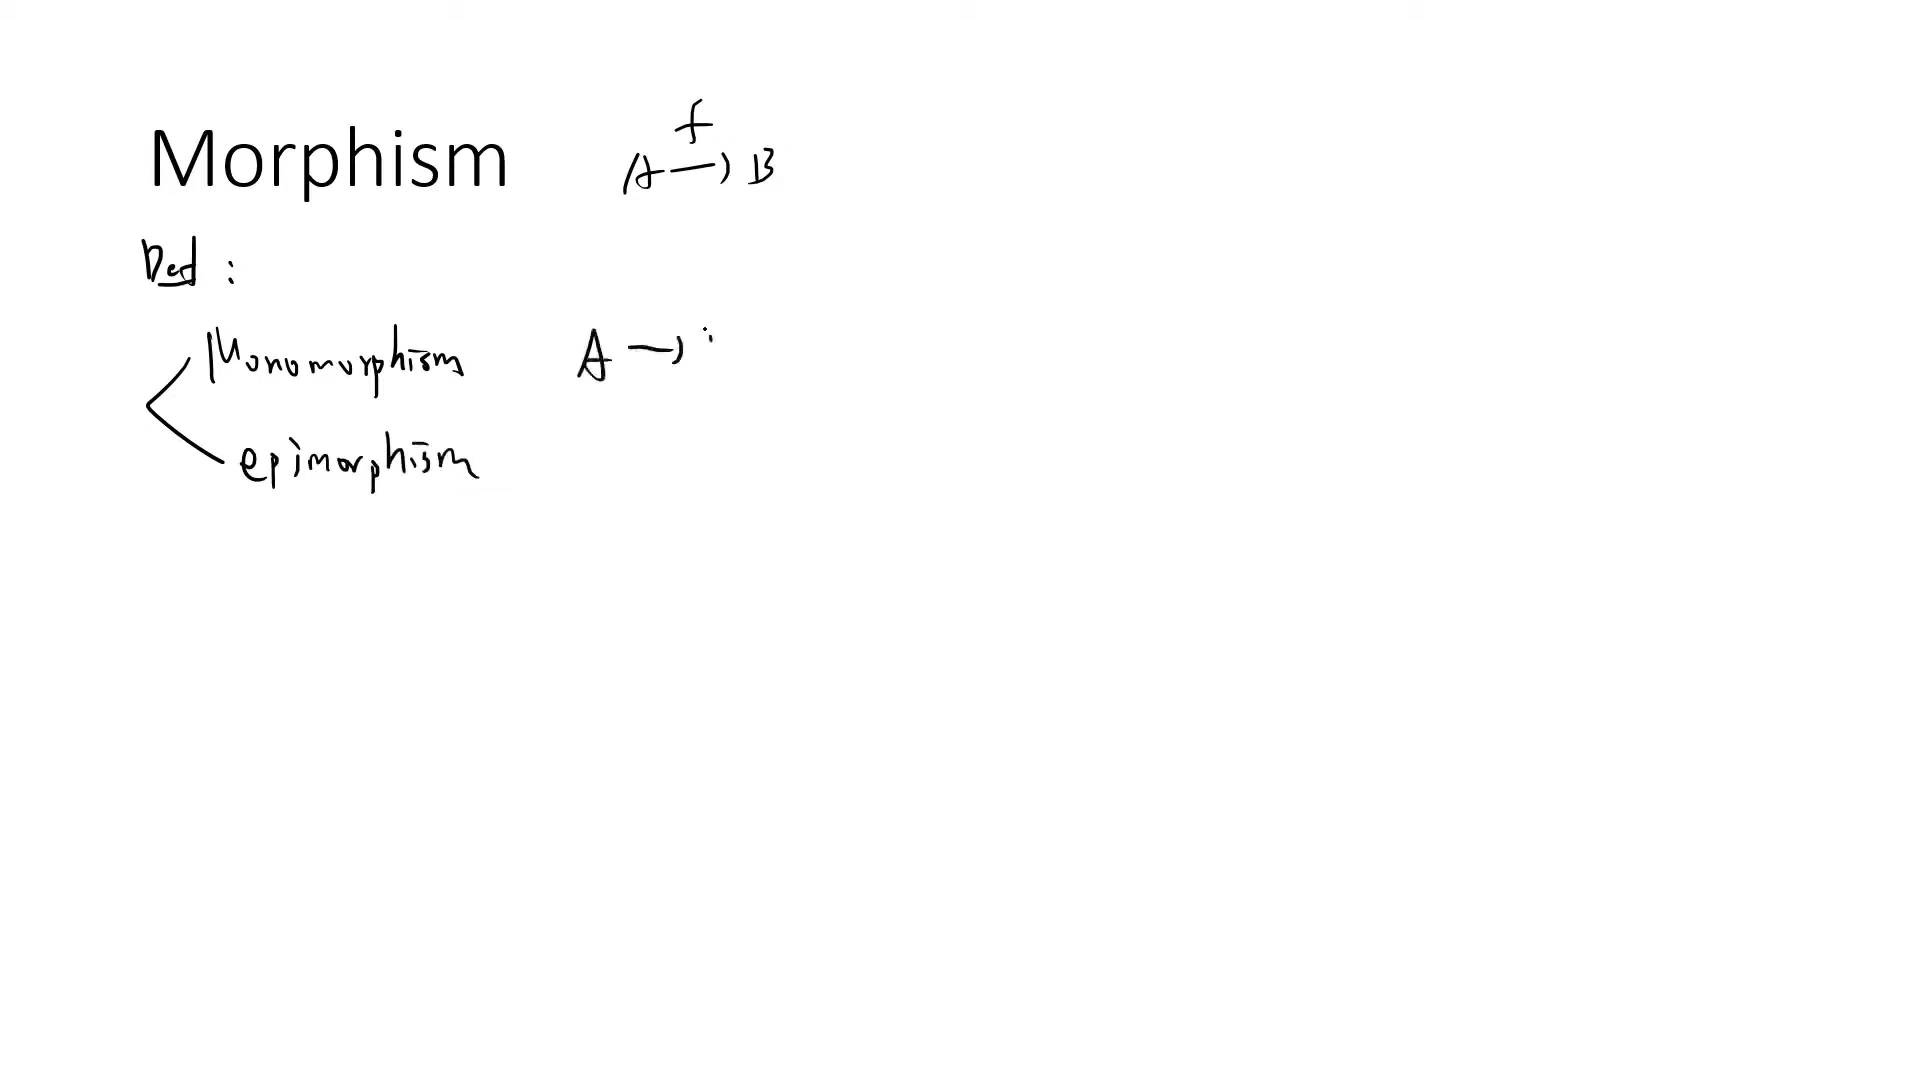 Morphism A → B
f
Def :
Monomorphism A →
epimorphism